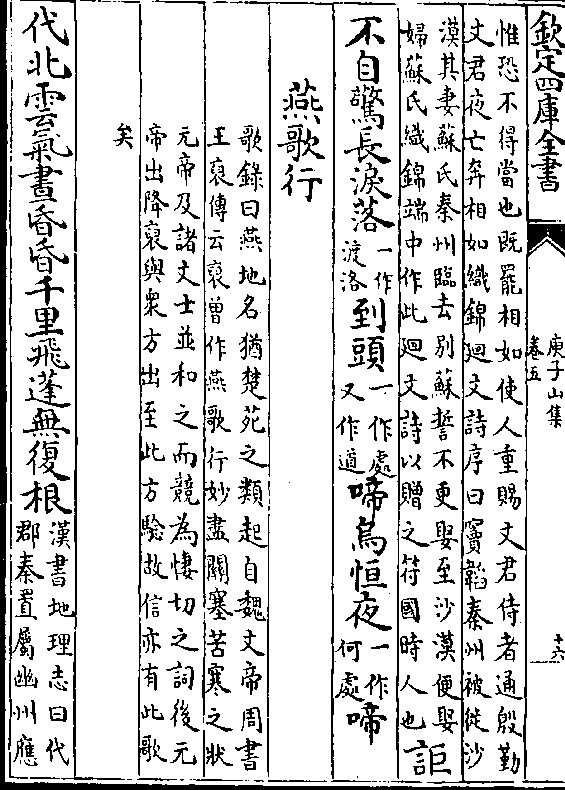 欽定四庫全書
庾子山集
卷五
十六
惟恐不得當也既罷相如使人重賜文君侍者通殷勤
文君夜亡奔相如織錦廻文詩序曰竇韜秦州被徙沙
漠其妻蘇氏秦州臨去别蘇誓不更娶至沙漠便娶
婦蘇氏織錦端中作此廻文詩以贈之符國時人也詎
不自驚長淚落一作渡洛到頭一作處又作適啼烏恒夜一作何處啼
燕歌行
歌錄曰燕地名猶楚苑之類起自魏文帝周書
王裒傳云裒曽作燕歌行妙盡關塞苦寒之狀
元帝及諸文士並和之而競為悽切之詞後元
帝出降裒與衆方出至此方驗故信亦有此歌
矣
代北雲氣晝昏昏千里飛蓬無復根漢書地理志曰代郡秦置屬幽州應